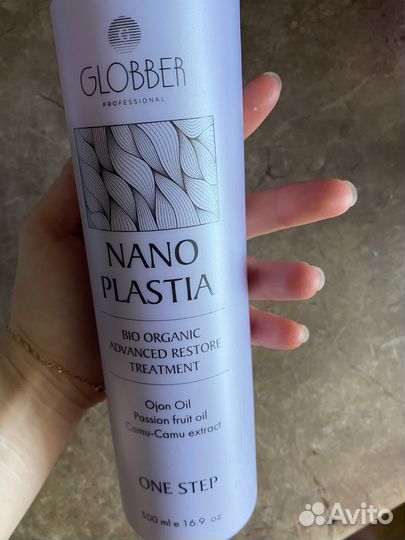 G
GLOBBER
PROFESSIONAL
NANO
PLASTIA
BIO ORGANIC
ADVANCED RESTORE
TREATMENT
Ojon Oil
Passion fruit oil
Camu-Camu extract
ONE STEP
500 ml e 16.9 oz
Avito